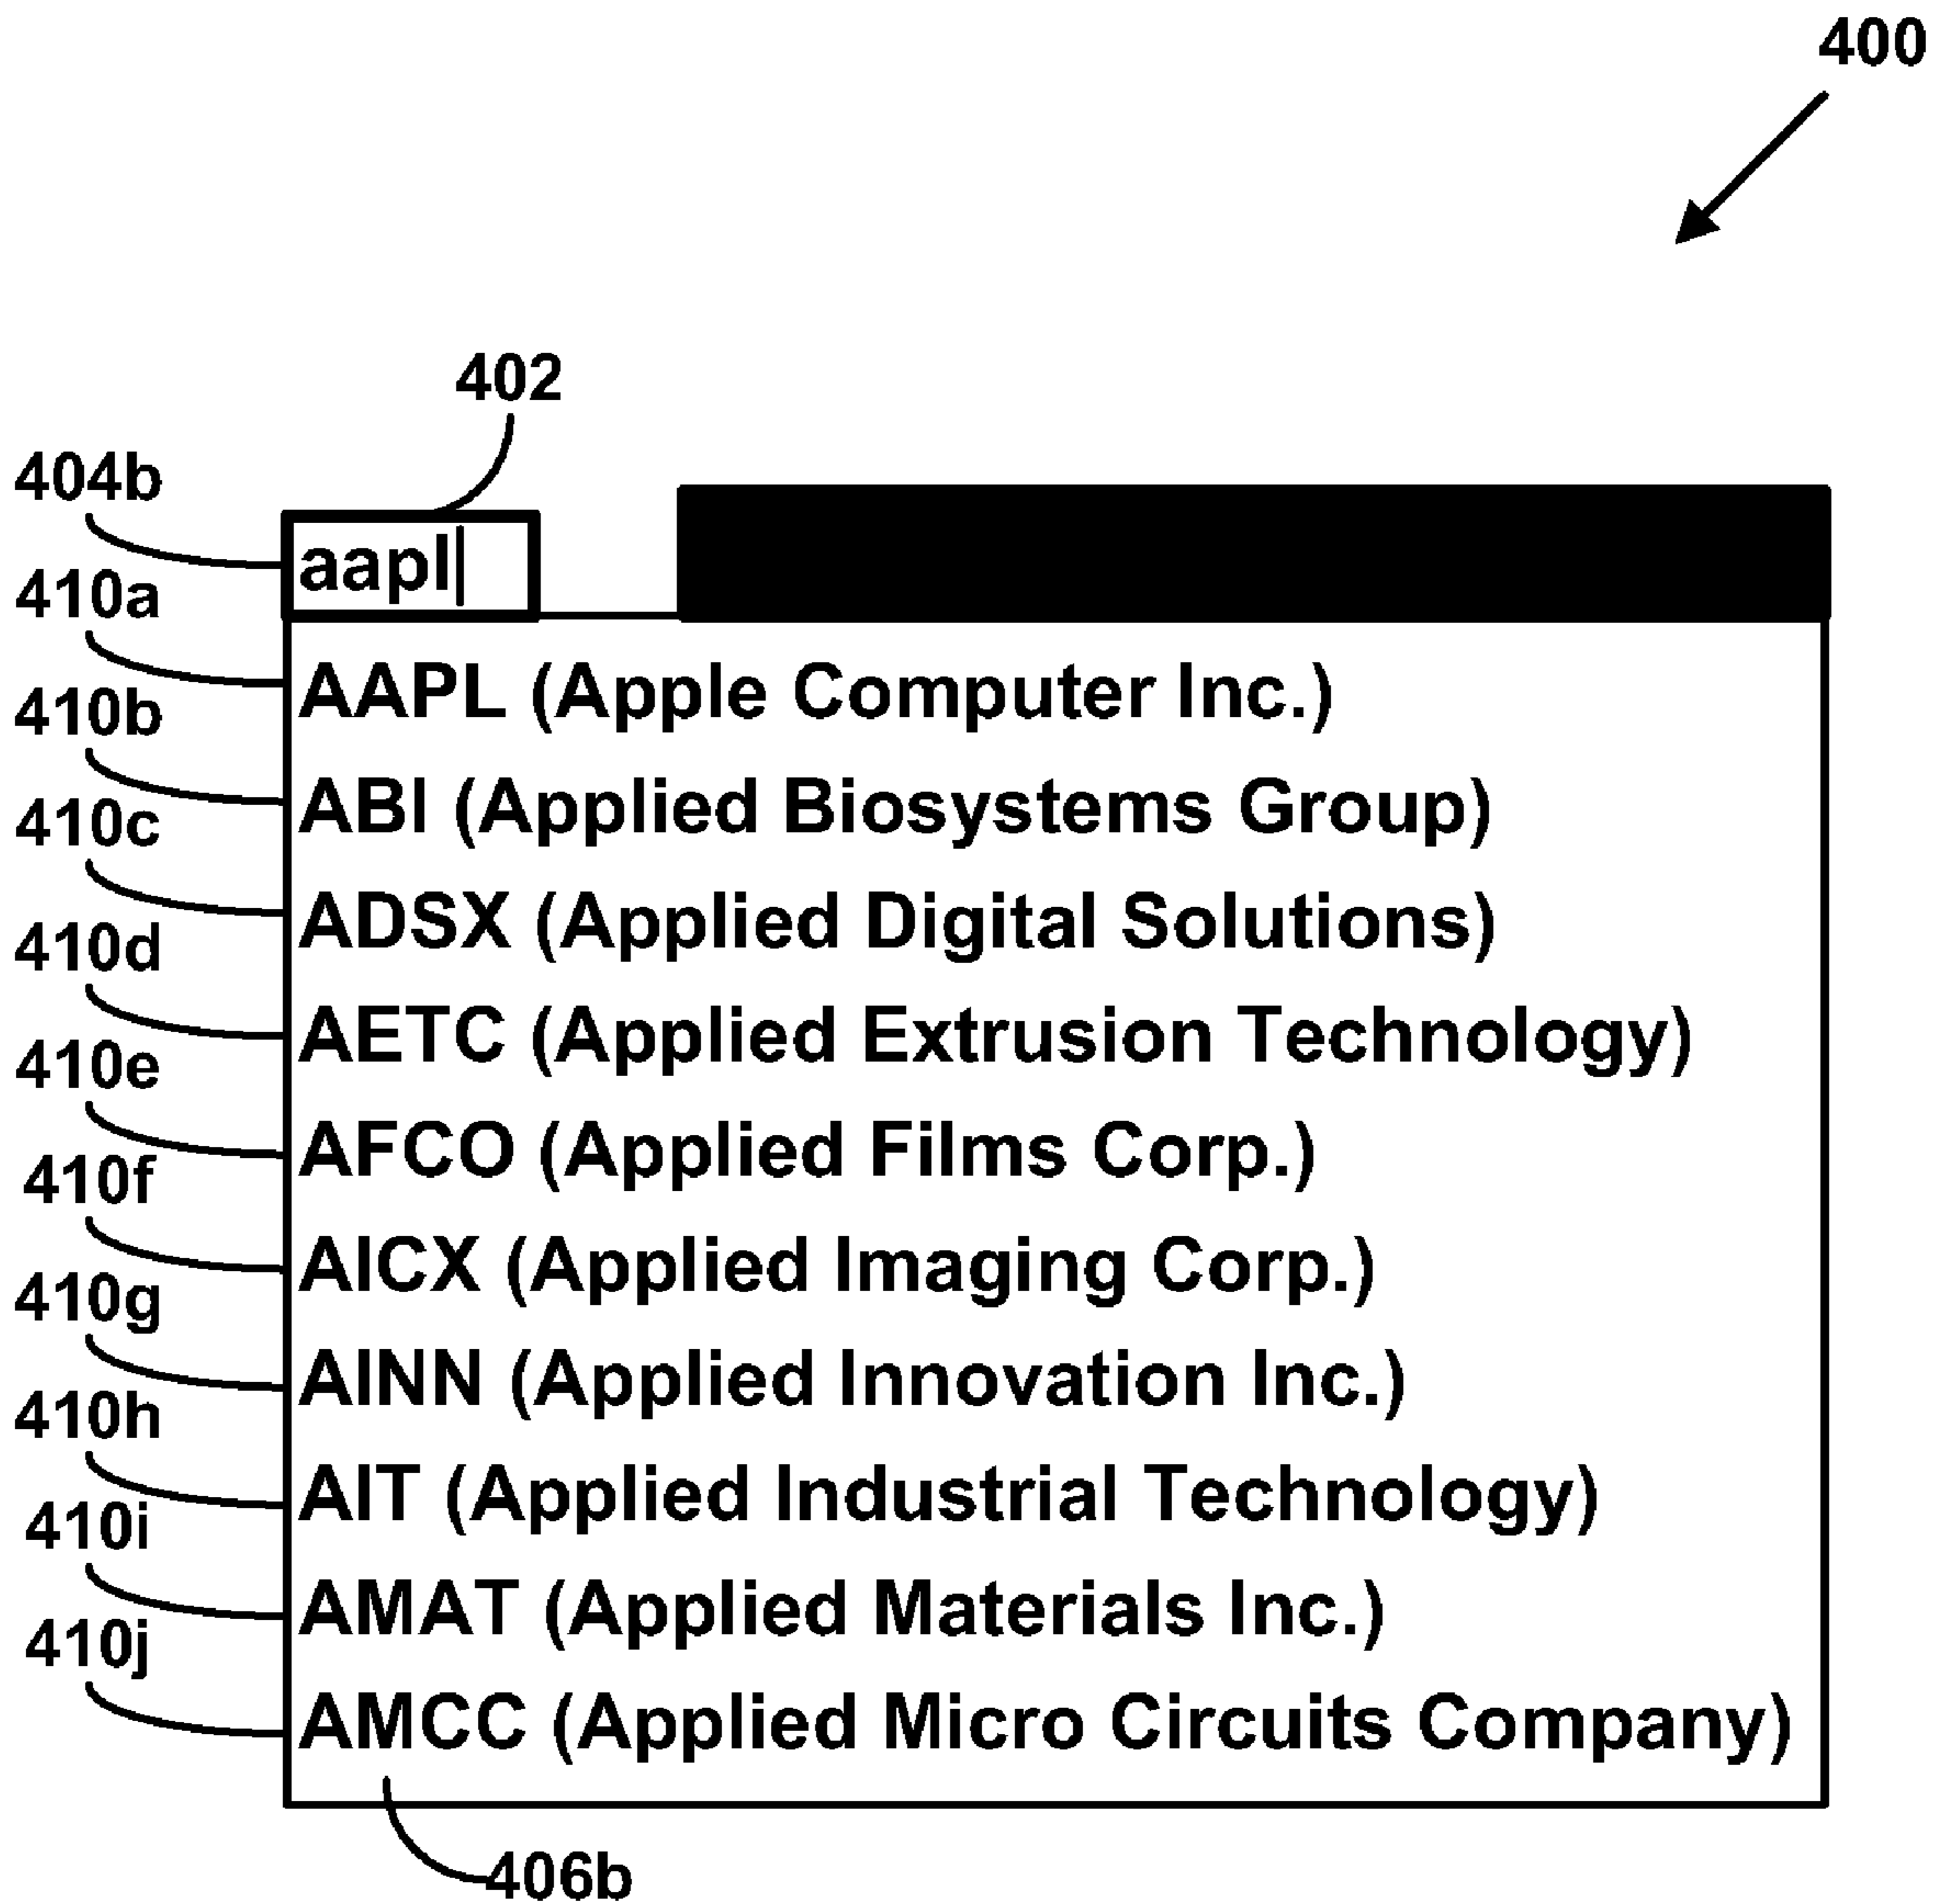 400
402
404b
aapl
410a
AAPL (Apple Computer Inc.)
410b
ABI (Applied Biosystems Group)
410c
ADSX (Applied Digital Solutions)
410d
AETC (Applied Extrusion Technology)
410e
AFCO (Applied Films Corp.)
410f
AICX (Applied Imaging Corp.)
410g
AINN (Applied Innovation Inc.)
410h
AIT (Applied Industrial Technology)
410i
AMAT (Applied Materials Inc.)
410j
AMCC (Applied Micro Circuits Company)
406b